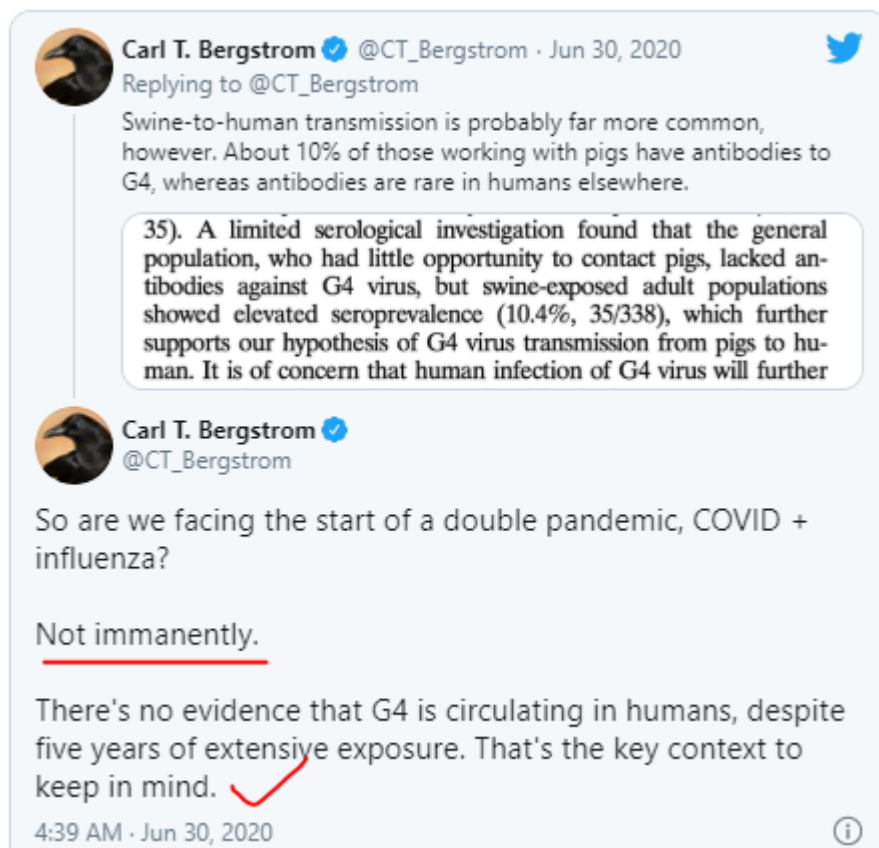 Carl T. Bergstrom @CT_Bergstrom · Jun 30, 2020
Replying to @CT_Bergstrom
Swine-to-human transmission is probably far more common,
however. About 10% of those working with pigs have antibodies to
G4, whereas antibodies are rare in humans elsewhere.
35). A limited serological investigation found that the general
population, who had little opportunity to contact pigs, lacked an-
tibodies against G4 virus, but swine-exposed adult populations
showed elevated seroprevalence (10.4%, 35/338), which further
supports our hypothesis of G4 virus transmission from pigs to hu-
man. It is of concern that human infection of G4 virus will further
Carl T. Bergstrom
@CT_Bergstrom
So are we facing the start of a double pandemic, COVID +
influenza?
Not immanently.
There's no evidence that G4 is circulating in humans, despite
five years of extensive exposure. That's the key context to
keep in mind.
4:39 AM · Jun 30, 2020